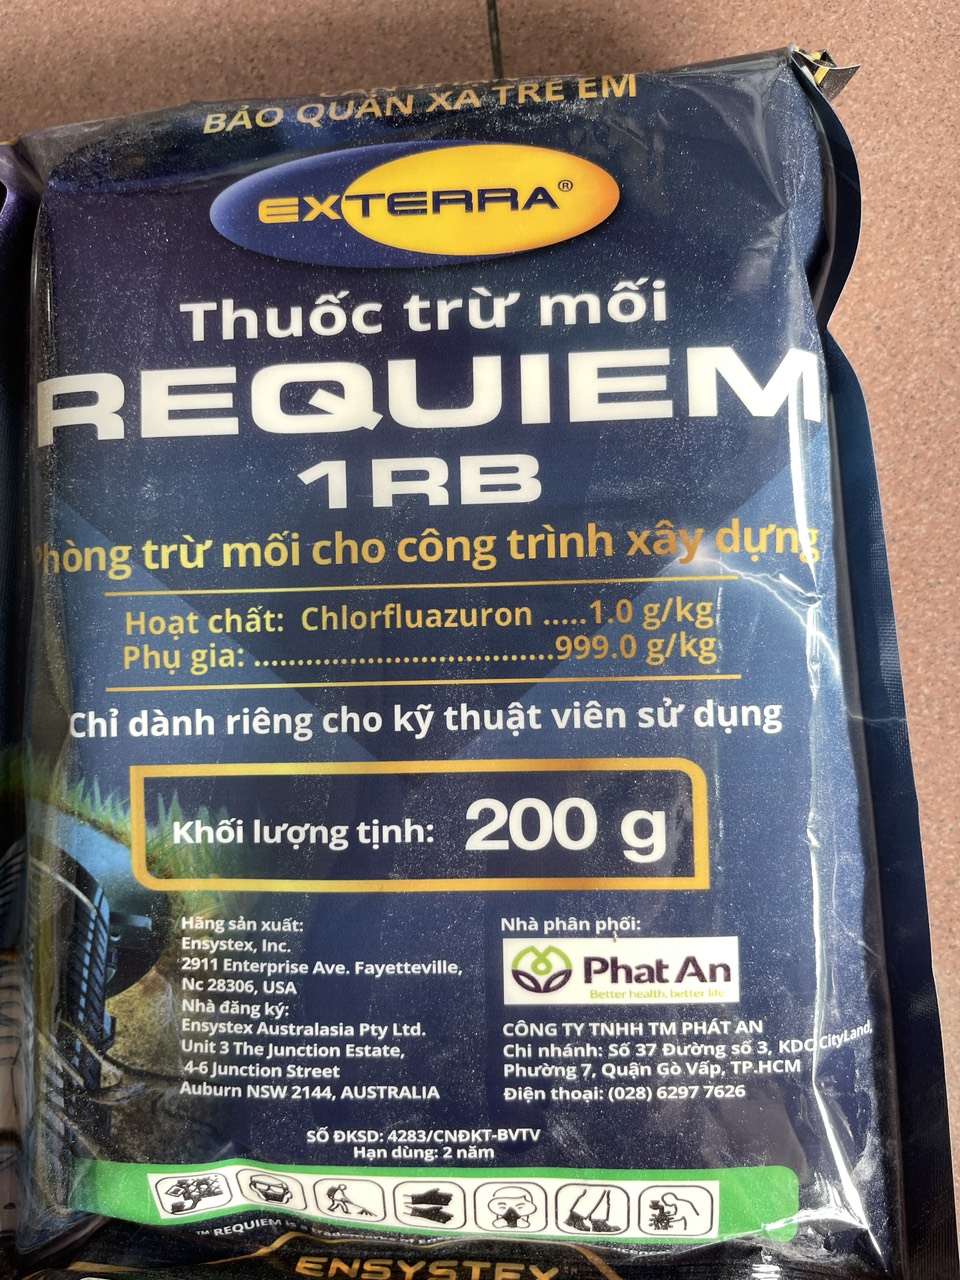 BẢO QUẢN XA TRẺ EM
EXTERRA®
Thuốc trừ mối
REQUIEM
1RB
Phòng trừ mối cho công trình xây dựng
Hoạt chất: Chlorfluazuron .....1.0 g/kg
Phụ gia: ...................................999.0 g/kg
Chỉ dành riêng cho kỹ thuật viên sử dụng
Khối lượng tịnh: 200 g
Hãng sản xuất:
Ensystex, Inc.
2911 Enterprise Ave. Fayetteville,
Nc 28306, USA
Nhà đăng ký:
Ensystex Australasia Pty Ltd.
Unit 3 The Junction Estate,
4-6 Junction Street
Auburn NSW 2144, AUSTRALIA
Nhà phân phối:
Phat An
Better health, better life
CÔNG TY TNHH TM PHÁT AN
Chi nhánh: Số 37 Đường số 3, KDC CityLand,
Phường 7, Quận Gò Vấp, TP.HCM
Điện thoại: (028) 6297 7626
SỐ ĐKSD: 4283/CNĐKT-BVTV
Hạn dùng: 2 năm
™ REQUIEM is a trademark of
ENSYSTEX